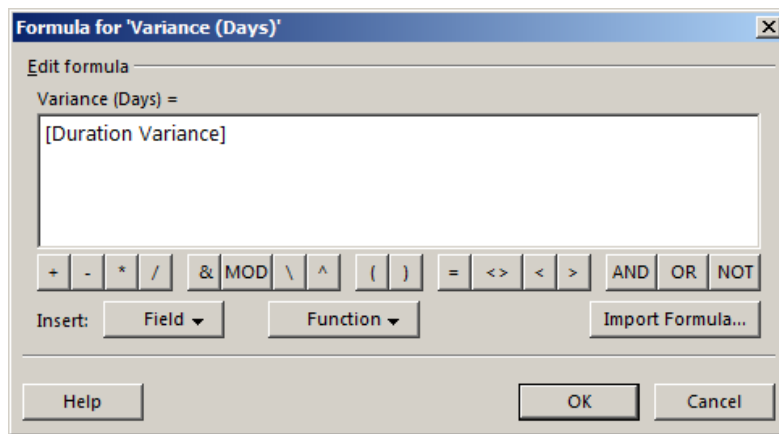 Formula for 'Variance (Days)'
Edit formula
Variance (Days) =
[Duration Variance]
+ - * / & MOD \ ^ ( ) = <> < > AND OR NOT
Insert: Field Function Import Formula...
Help OK Cancel